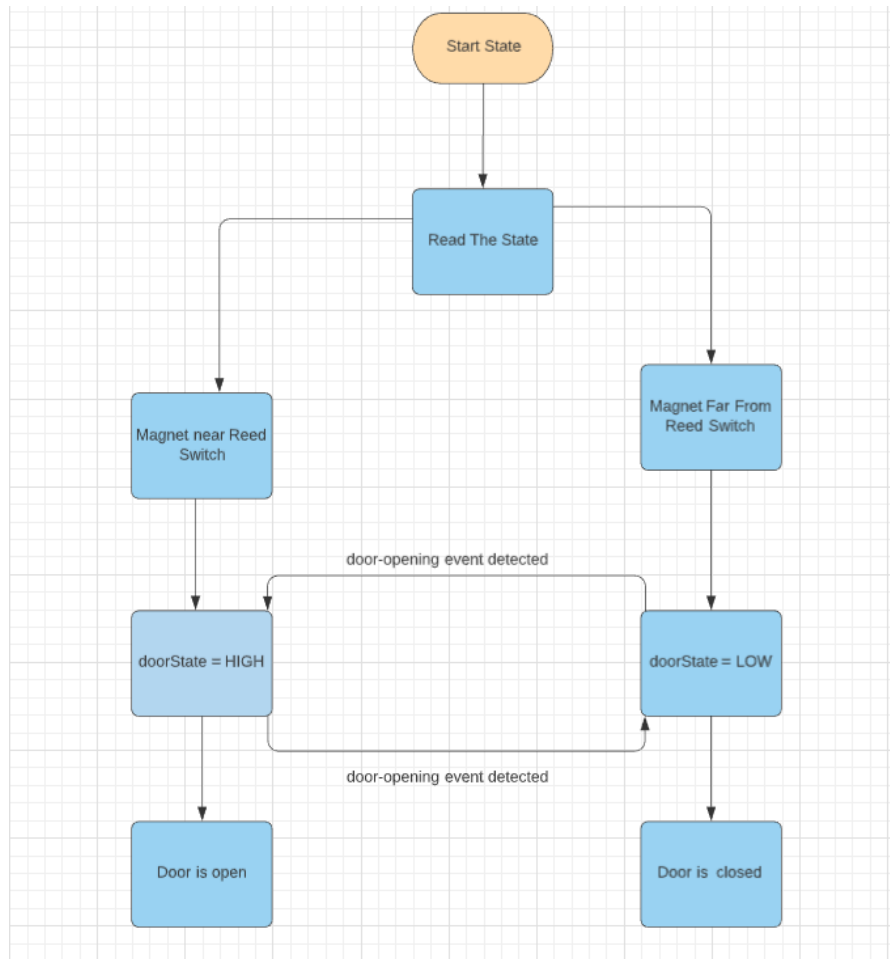 Start State
Read The State
Magnet Far From
Reed Switch
Magnet near Reed
Switch
door-opening event detected
doorState = HIGH
doorState = LOW
door-opening event detected
Door is open
Door is closed